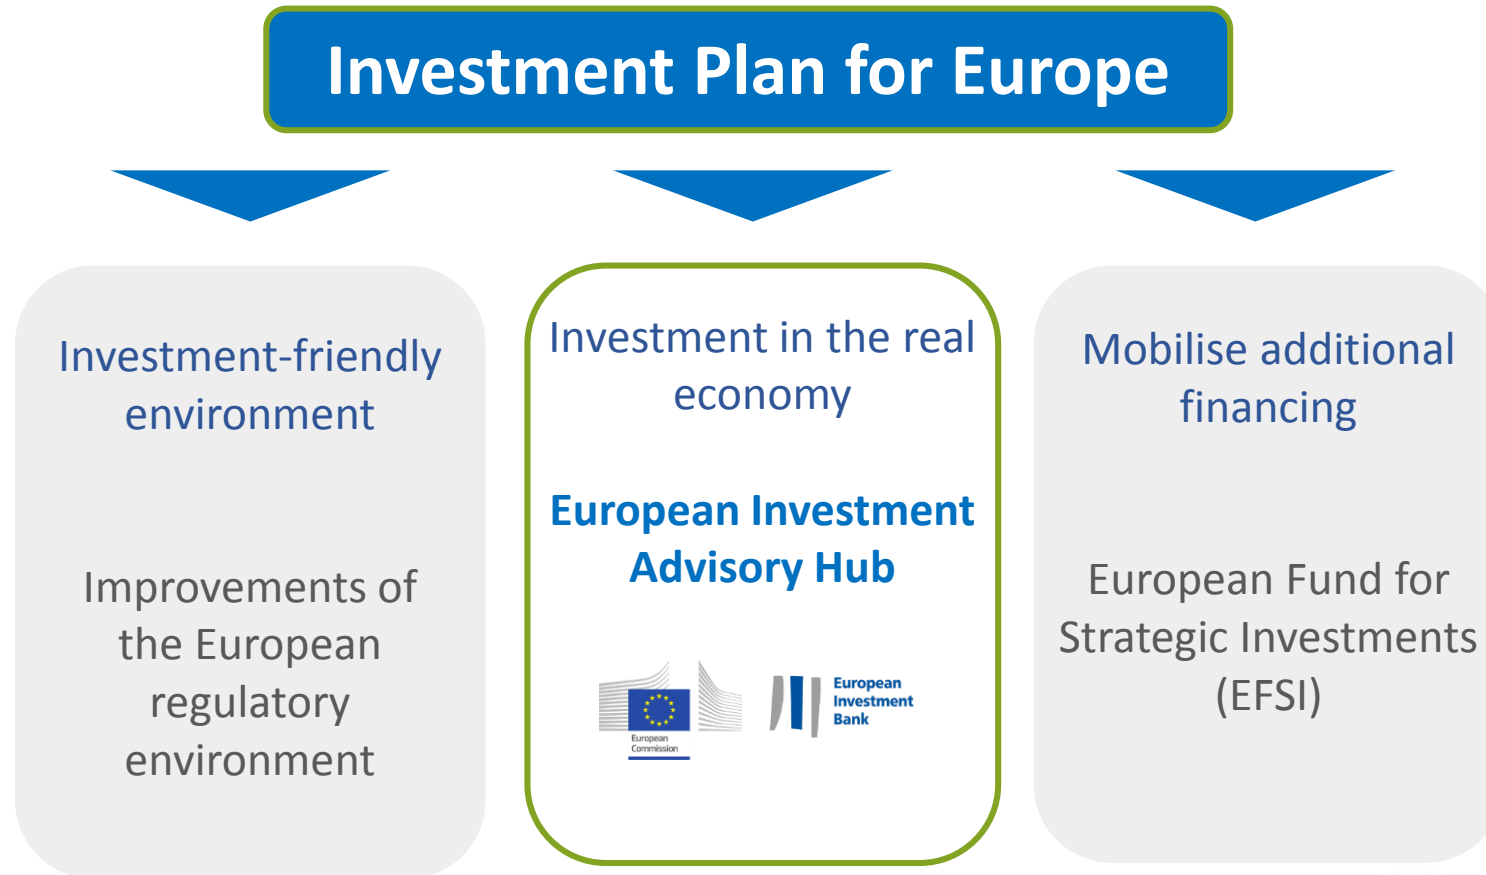 Investment Plan for Europe
Investment-friendly
environment
Improvements of
the European
regulatory
environment
Investment in the real
economy
European Investment
Advisory Hub
European
Commission
European
Investment
Bank
Mobilise additional
financing
European Fund for
Strategic Investments
(EFSI)